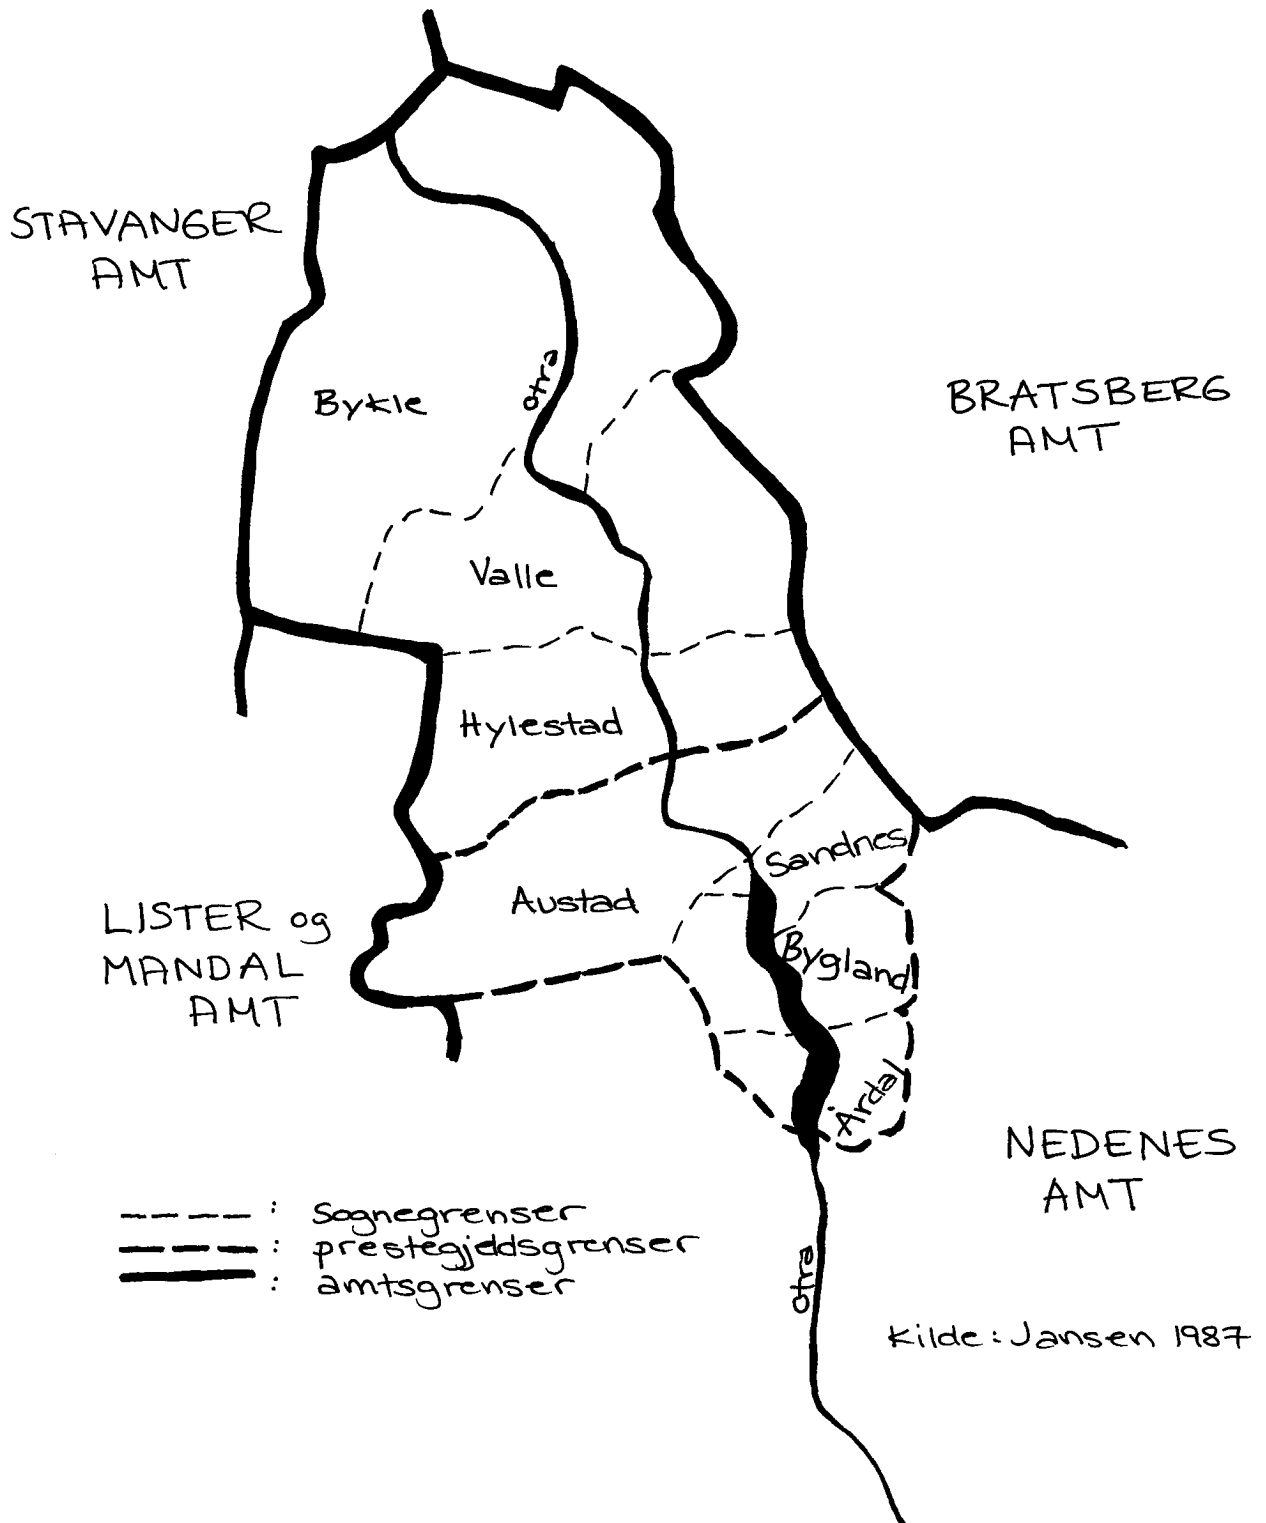 STAVANGER
AMT
Bykle
Otra
BRATSBERG
AMT
Valle
Hylestad
Sandnes
Austad
LISTER og
MANDAL
AMT
Bygland
Årdal
NEDENES
AMT
: Sognegrenser
: prestegjeldsgrenser
: amtsgrenser
Otra
Kilde: Jansen 1987